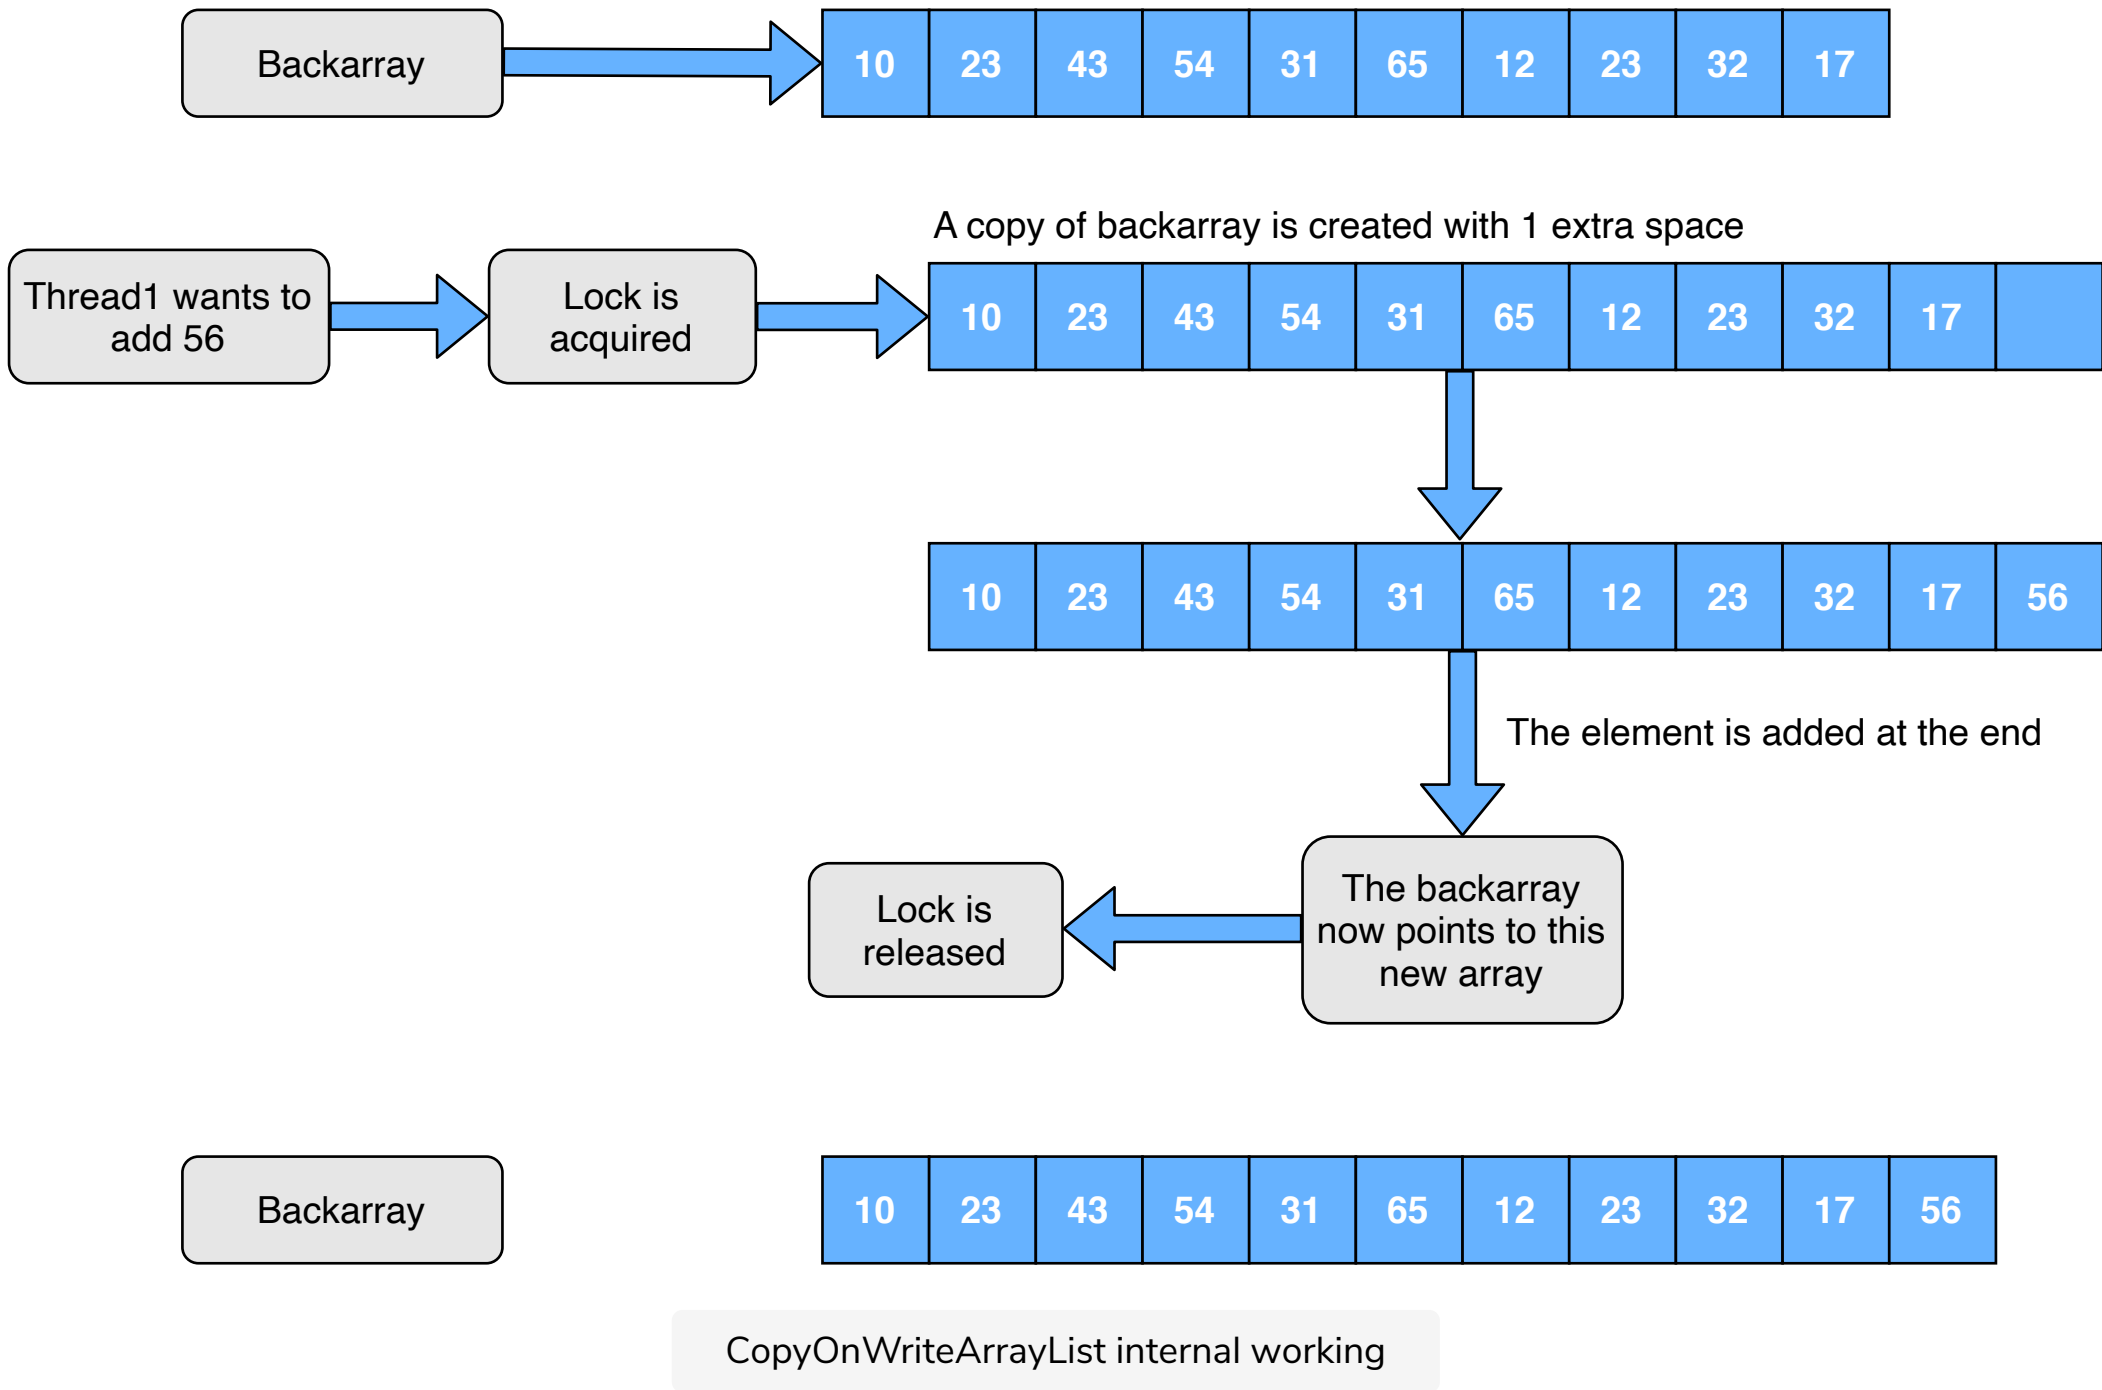 Backarray
10 23 43 54 31 65 12 23 32 17
A copy of backarray is created with 1 extra space
Thread1 wants to
add 56
Lock is
acquired
10 23 43 54 31 65 12 23 32 17
10 23 43 54 31 65 12 23 32 17 56
The element is added at the end
The backarray
now points to this
new array
Lock is
released
Backarray
10 23 43 54 31 65 12 23 32 17 56
CopyOnWriteArrayList internal working